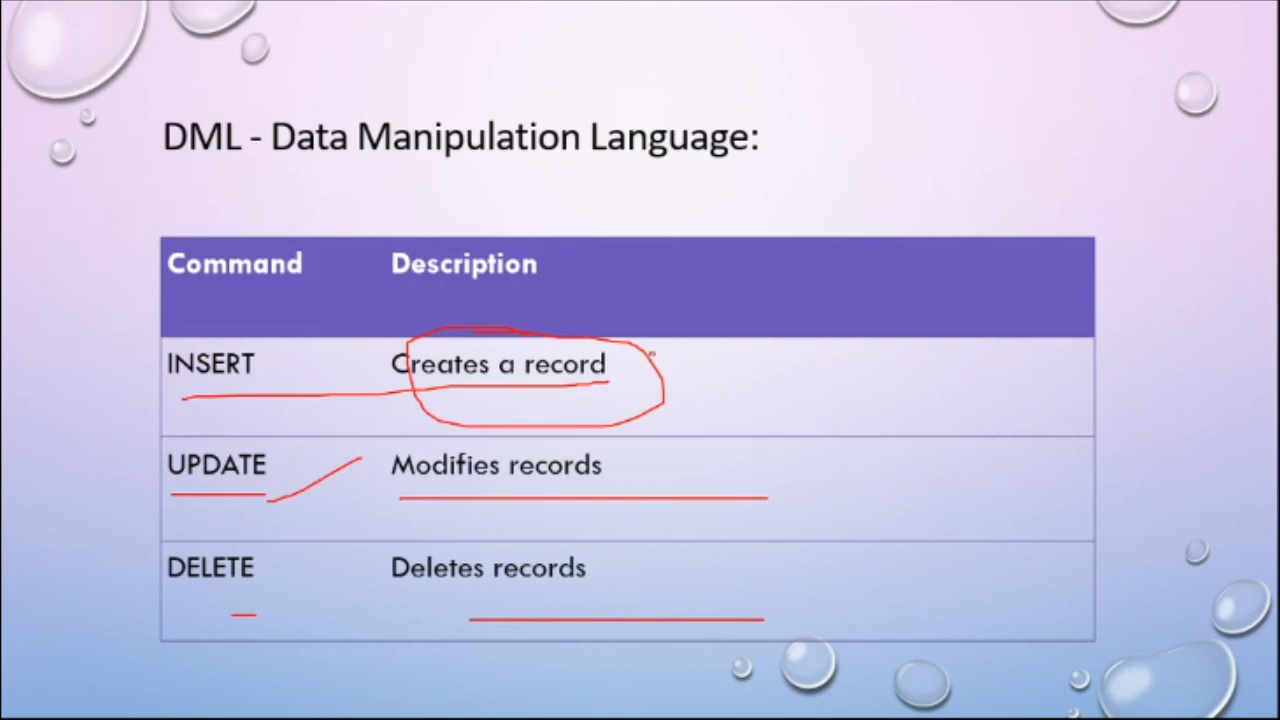 DML - Data Manipulation Language:
Command Description
INSERT Creates a record
UPDATE Modifies records
DELETE Deletes records